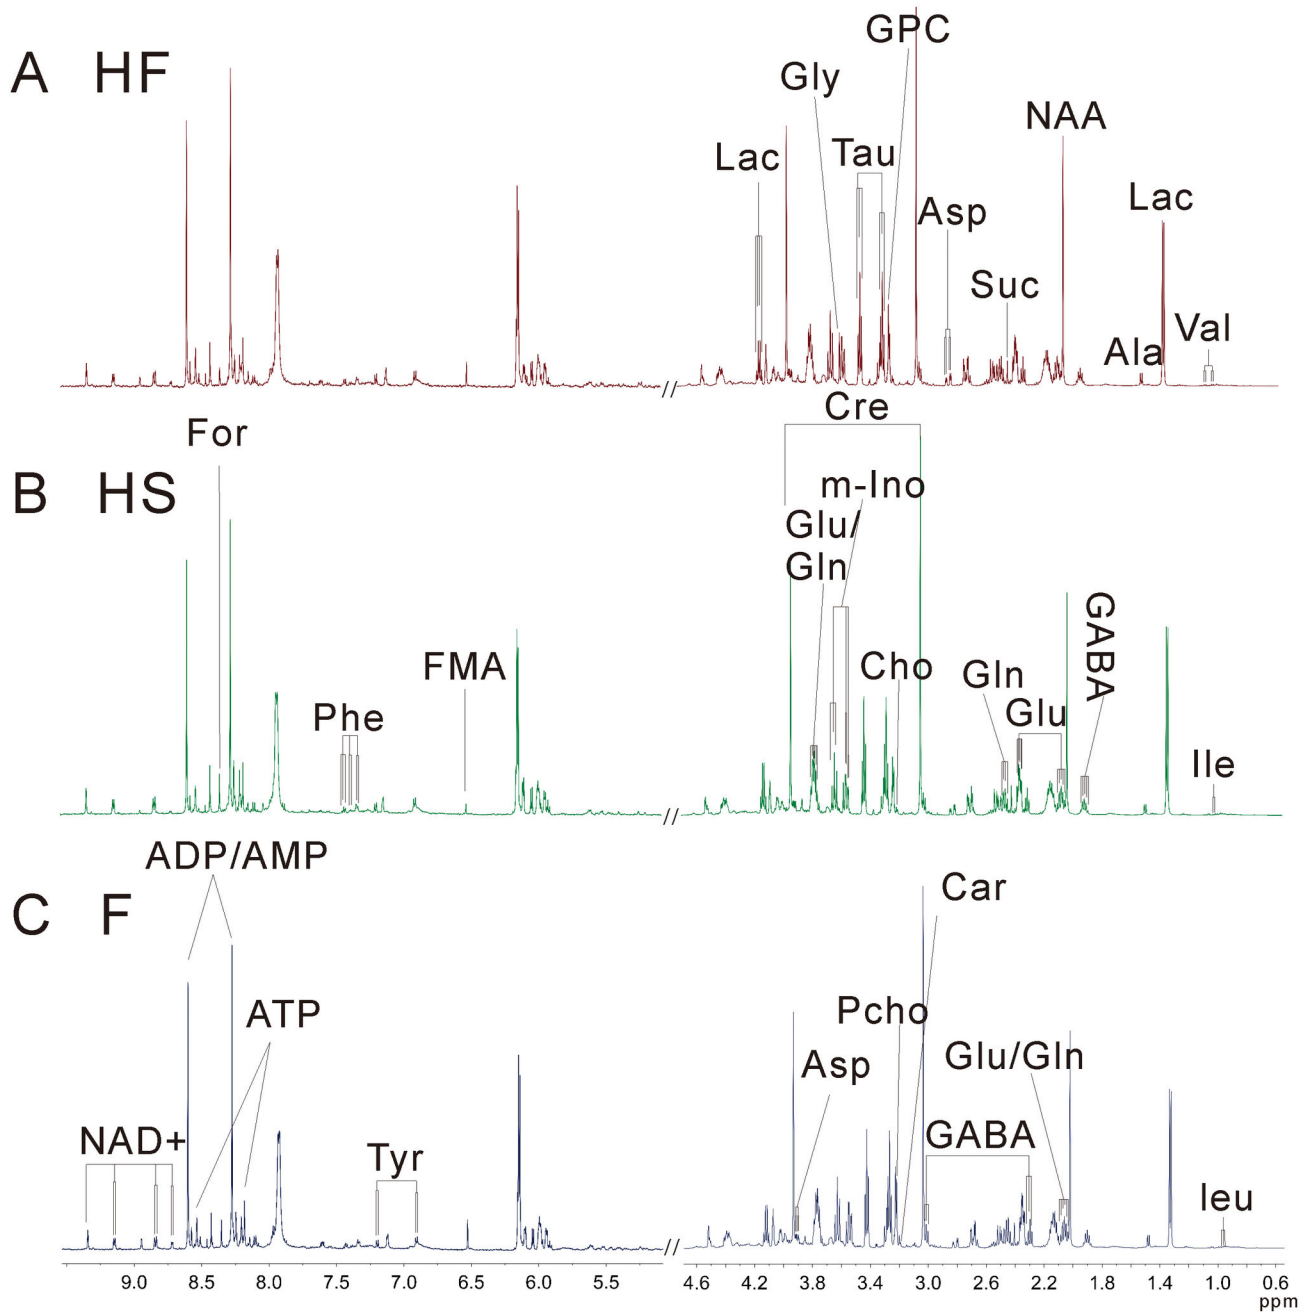 A HF
GPC
Gly
NAA
Lac
Tau
Asp
Lac
Suc
Ala
Val
//
Cre
For
B HS
m-Ino
Glu/
Gln
GABA
FMA
Cho
Gln
Phe
Glu
Ile
//
ADP/AMP
C F
Car
ATP
Pcho
Asp
Glu/Gln
NAD+
Tyr
GABA
leu
//
9.0 8.5 8.0 7.5 7.0 6.5 6.0 5.5 4.6 4.2 3.8 3.4 3.0 2.6 2.2 1.8 1.4 1.0 0.6
ppm